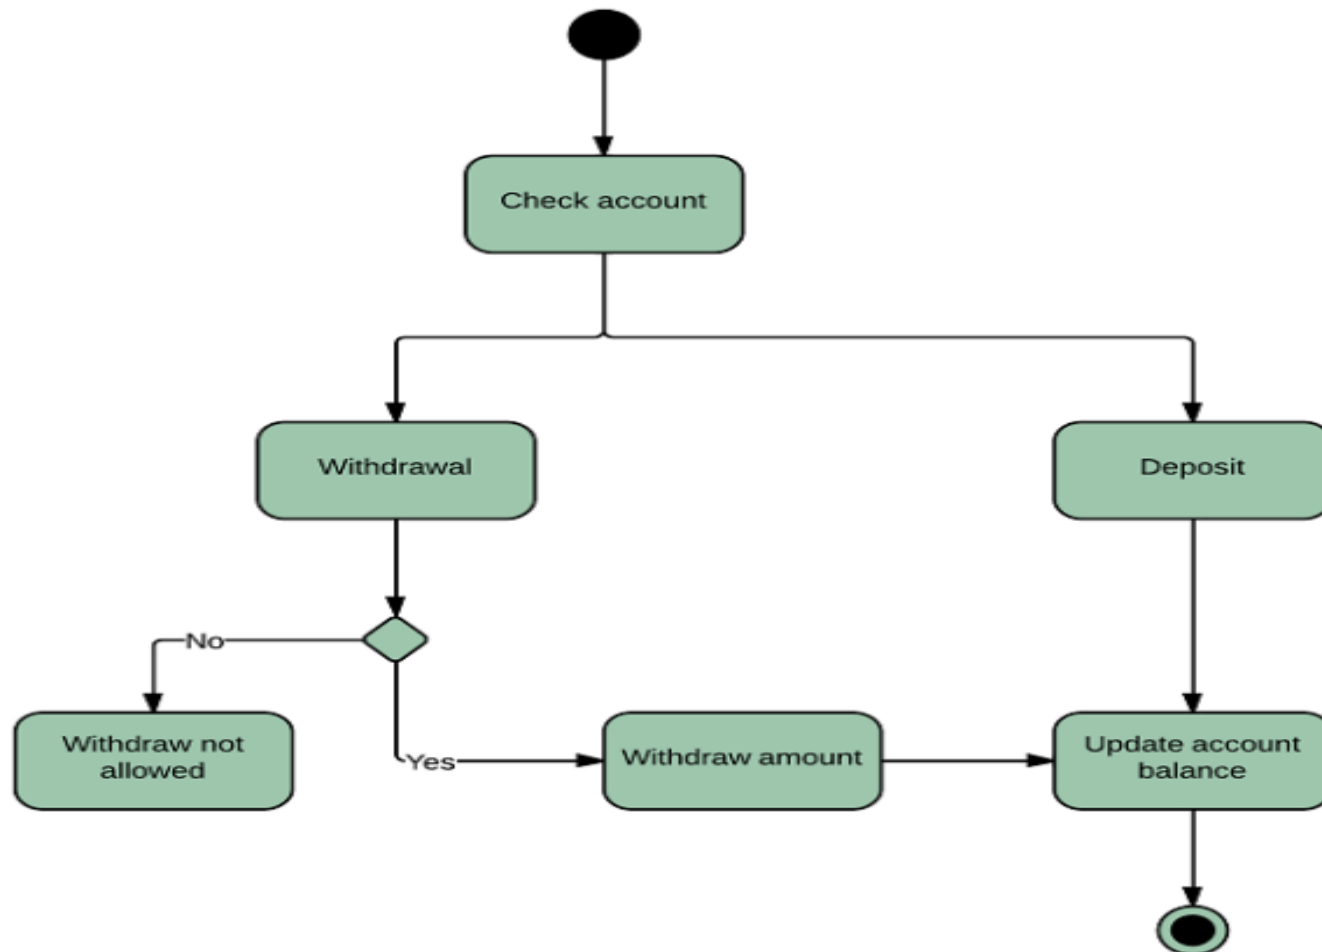 Check account
Withdrawal
Deposit
No
Withdraw not
allowed
Yes
Withdraw amount
Update account
balance